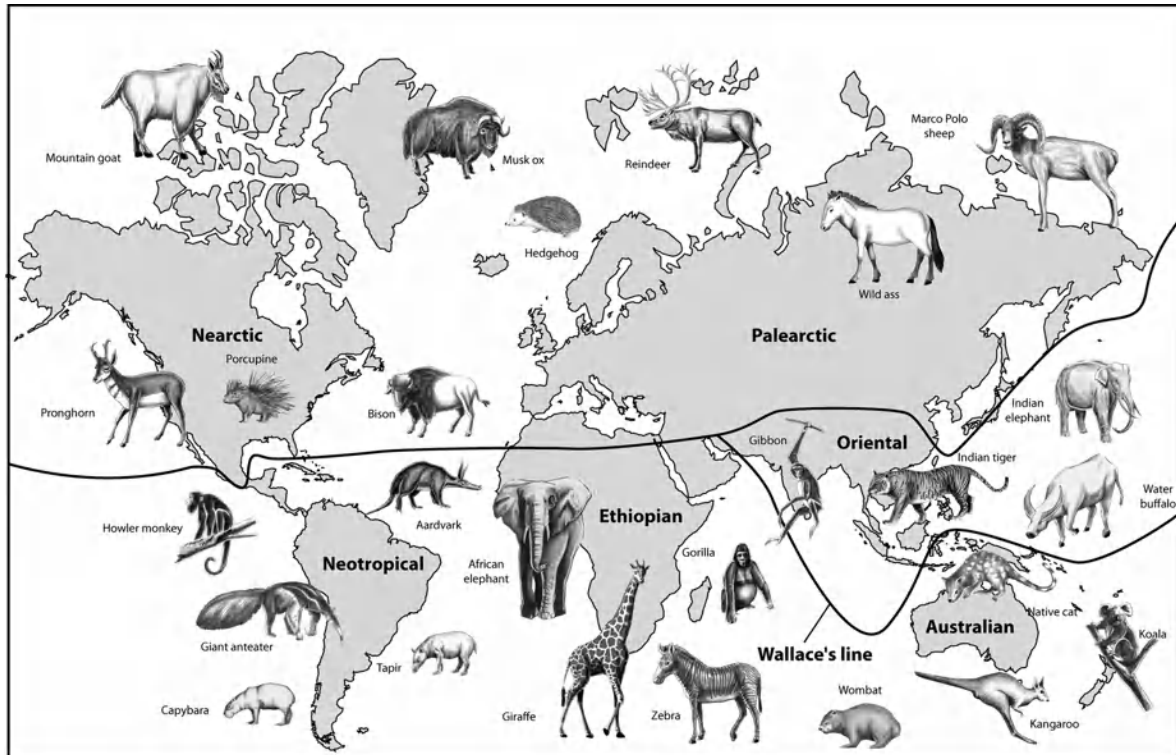 Mountain goat
Musk ox
Reindeer
Marco Polo
sheep
Hedgehog
Wild ass
Nearctic
Porcupine
Palearctic
Pronghorn
Bison
Indian
elephant
Gibbon
Oriental
Indian tiger
Water
buffalo
Howler monkey
Aardvark
Ethiopian
African
elephant
Gorilla
Neotropical
Native cat
Giant anteater
Australian
Koala
Tapir
Wallace's line
Capybara
Giraffe
Zebra
Wombat
Kangaroo